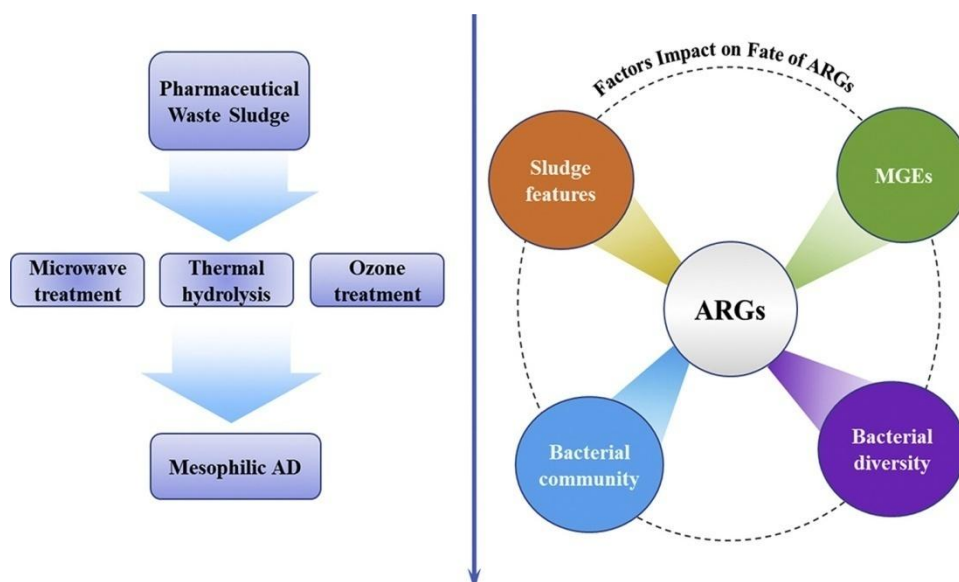 Pharmaceutical
Waste Sludge
Microwave
treatment
Thermal
hydrolysis
Ozone
treatment
Mesophilic AD
Factors Impact on Fate of ARGs
Sludge
features
MGEs
ARGs
Bacterial
community
Bacterial
diversity